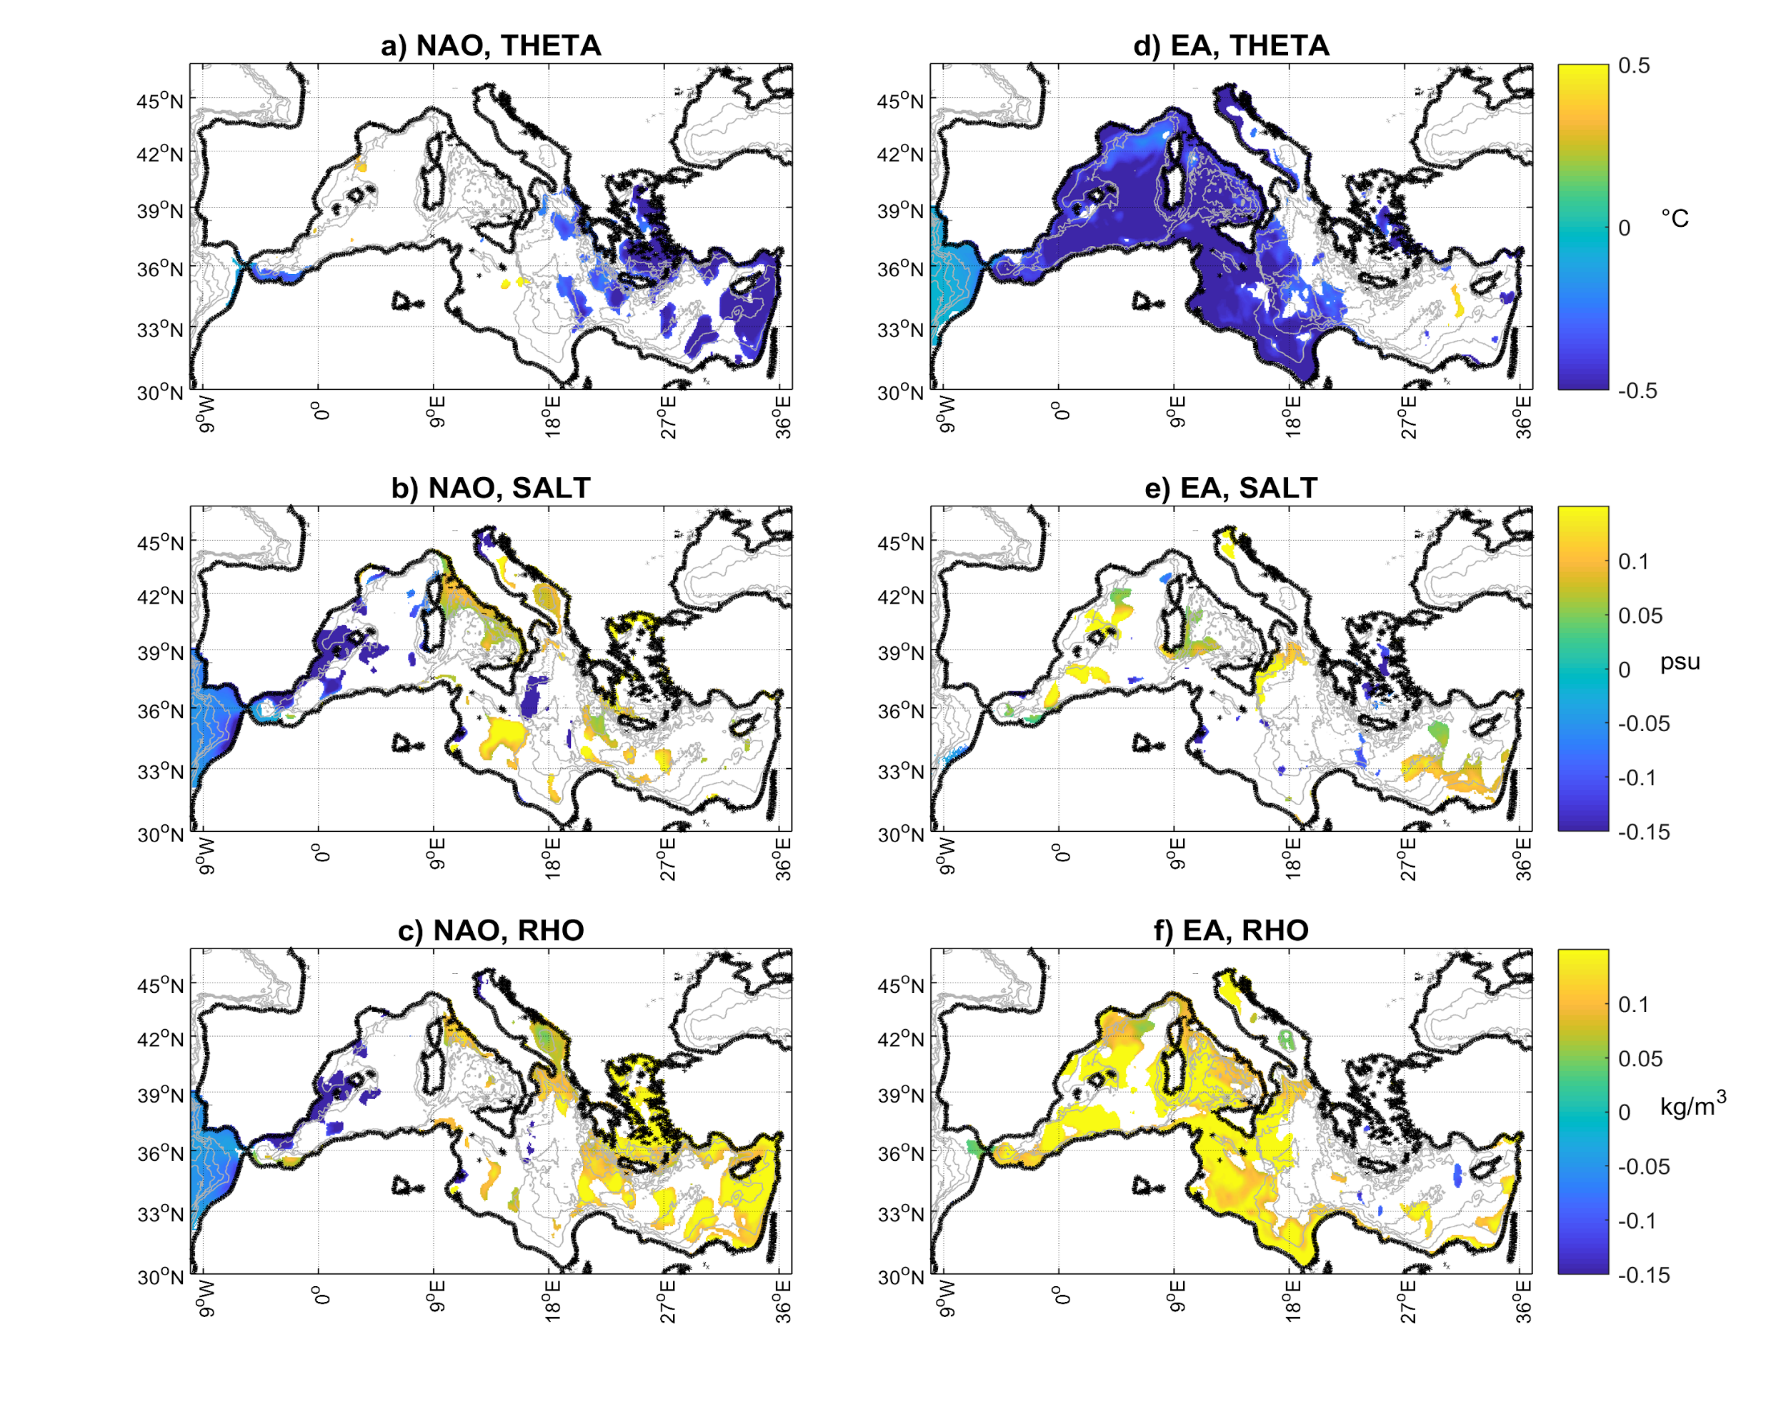 a) NAO, THETA
45°N
42°N
39°N
36°N
33°N
30°N
9°W
0°
9°E
18°E
27°E
36°E
d) EA, THETA
45°N
42°N
39°N
36°N
33°N
30°N
9°W
0°
9°E
18°E
27°E
36°E
0.5
0
-0.5
°C
b) NAO, SALT
45°N
42°N
39°N
36°N
33°N
30°N
9°W
0°
9°E
18°E
27°E
36°E
e) EA, SALT
45°N
42°N
39°N
36°N
33°N
30°N
9°W
0°
9°E
18°E
27°E
36°E
0.1
0.05
0
-0.05
-0.1
-0.15
psu
c) NAO, RHO
45°N
42°N
39°N
36°N
33°N
30°N
9°W
0°
9°E
18°E
27°E
36°E
f) EA, RHO
45°N
42°N
39°N
36°N
33°N
30°N
9°W
0°
9°E
18°E
27°E
36°E
0.1
0.05
0
-0.05
-0.1
-0.15
kg/m³